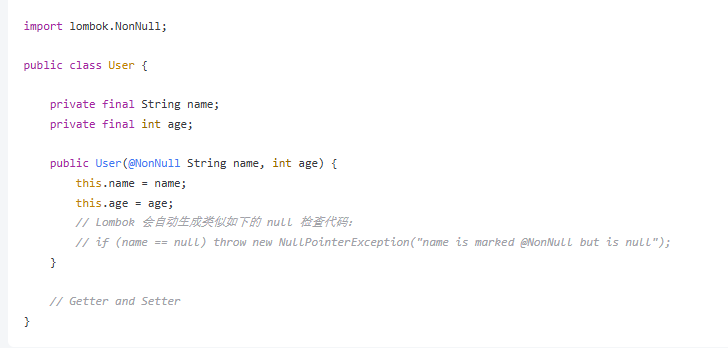 import lombok.NonNull;
public class User {
private final String name;
private final int age;
public User(@NonNull String name, int age) {
this.name = name;
this.age = age;
// Lombok 会自动生成类似如下的 null 检查代码：
// if (name == null) throw new NullPointerException("name is marked @NonNull but is null");
}
// Getter and Setter
}